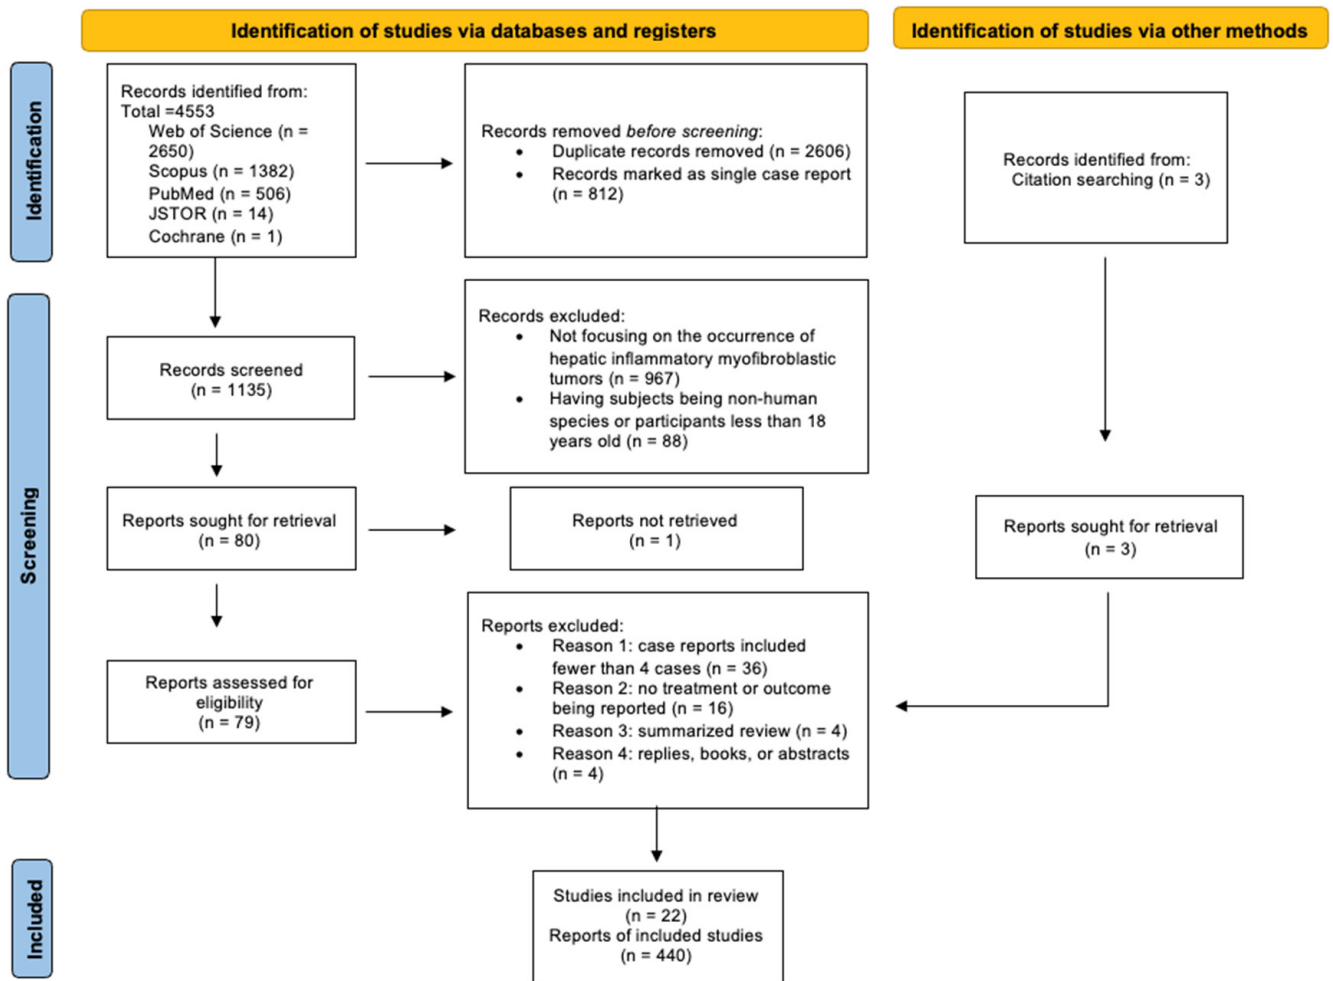 Identification of studies via databases and registers
Identification of studies via other methods
Identification
Records identified from:
Total =4553
Web of Science (n =
2650)
Scopus (n = 1382)
PubMed (n = 506)
JSTOR (n = 14)
Cochrane (n = 1)
Records removed before screening:
• Duplicate records removed (n = 2606)
• Records marked as single case report
(n = 812)
Records identified from:
Citation searching (n = 3)
Screening
Records screened
(n = 1135)
Records excluded:
• Not focusing on the occurrence of
hepatic inflammatory myofibroblastic
tumors (n = 967)
• Having subjects being non-human
species or participants less than 18
years old (n = 88)
Reports sought for retrieval
(n = 80)
Reports not retrieved
(n = 1)
Reports sought for retrieval
(n = 3)
Reports assessed for
eligibility
(n = 79)
Reports excluded:
• Reason 1: case reports included
fewer than 4 cases (n = 36)
• Reason 2: no treatment or outcome
being reported (n = 16)
• Reason 3: summarized review (n = 4)
• Reason 4: replies, books, or abstracts
(n = 4)
Included
Studies included in review
(n = 22)
Reports of included studies
(n = 440)